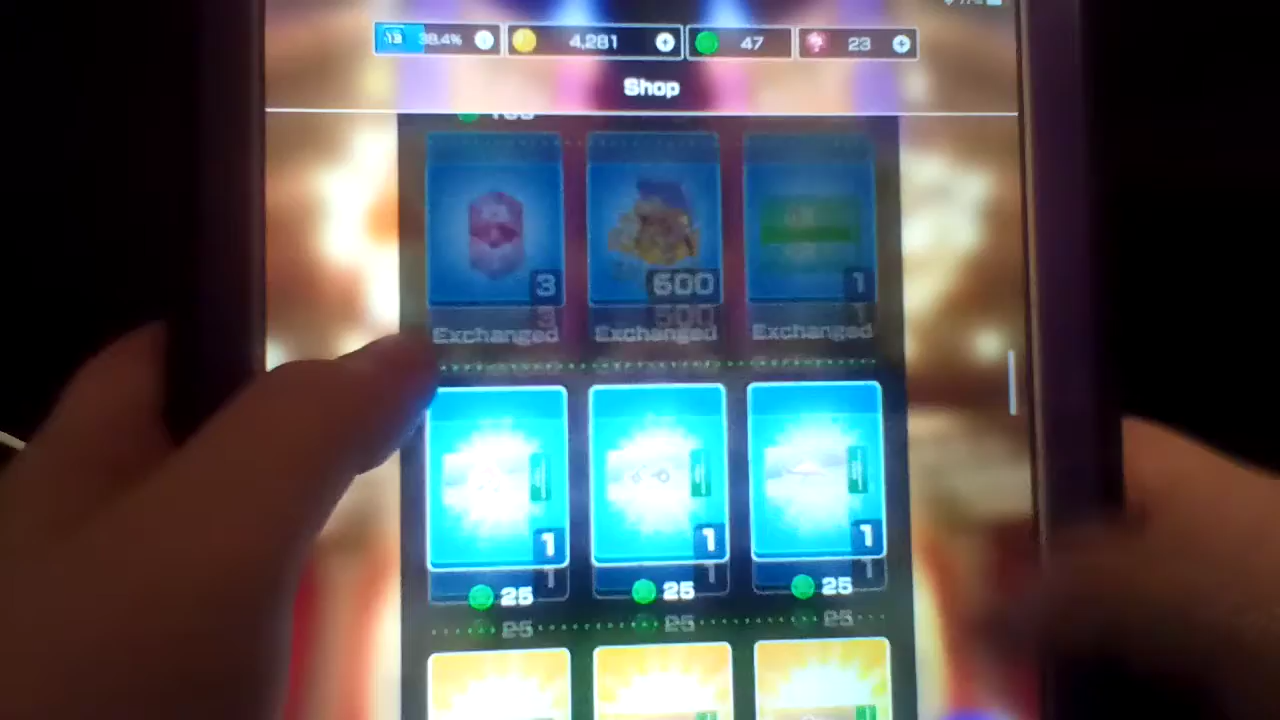 13 38.4% 4,281 47 23
Shop
3 600 1
Exchanged Exchanged Exchanged
1 1 1
25 25 25